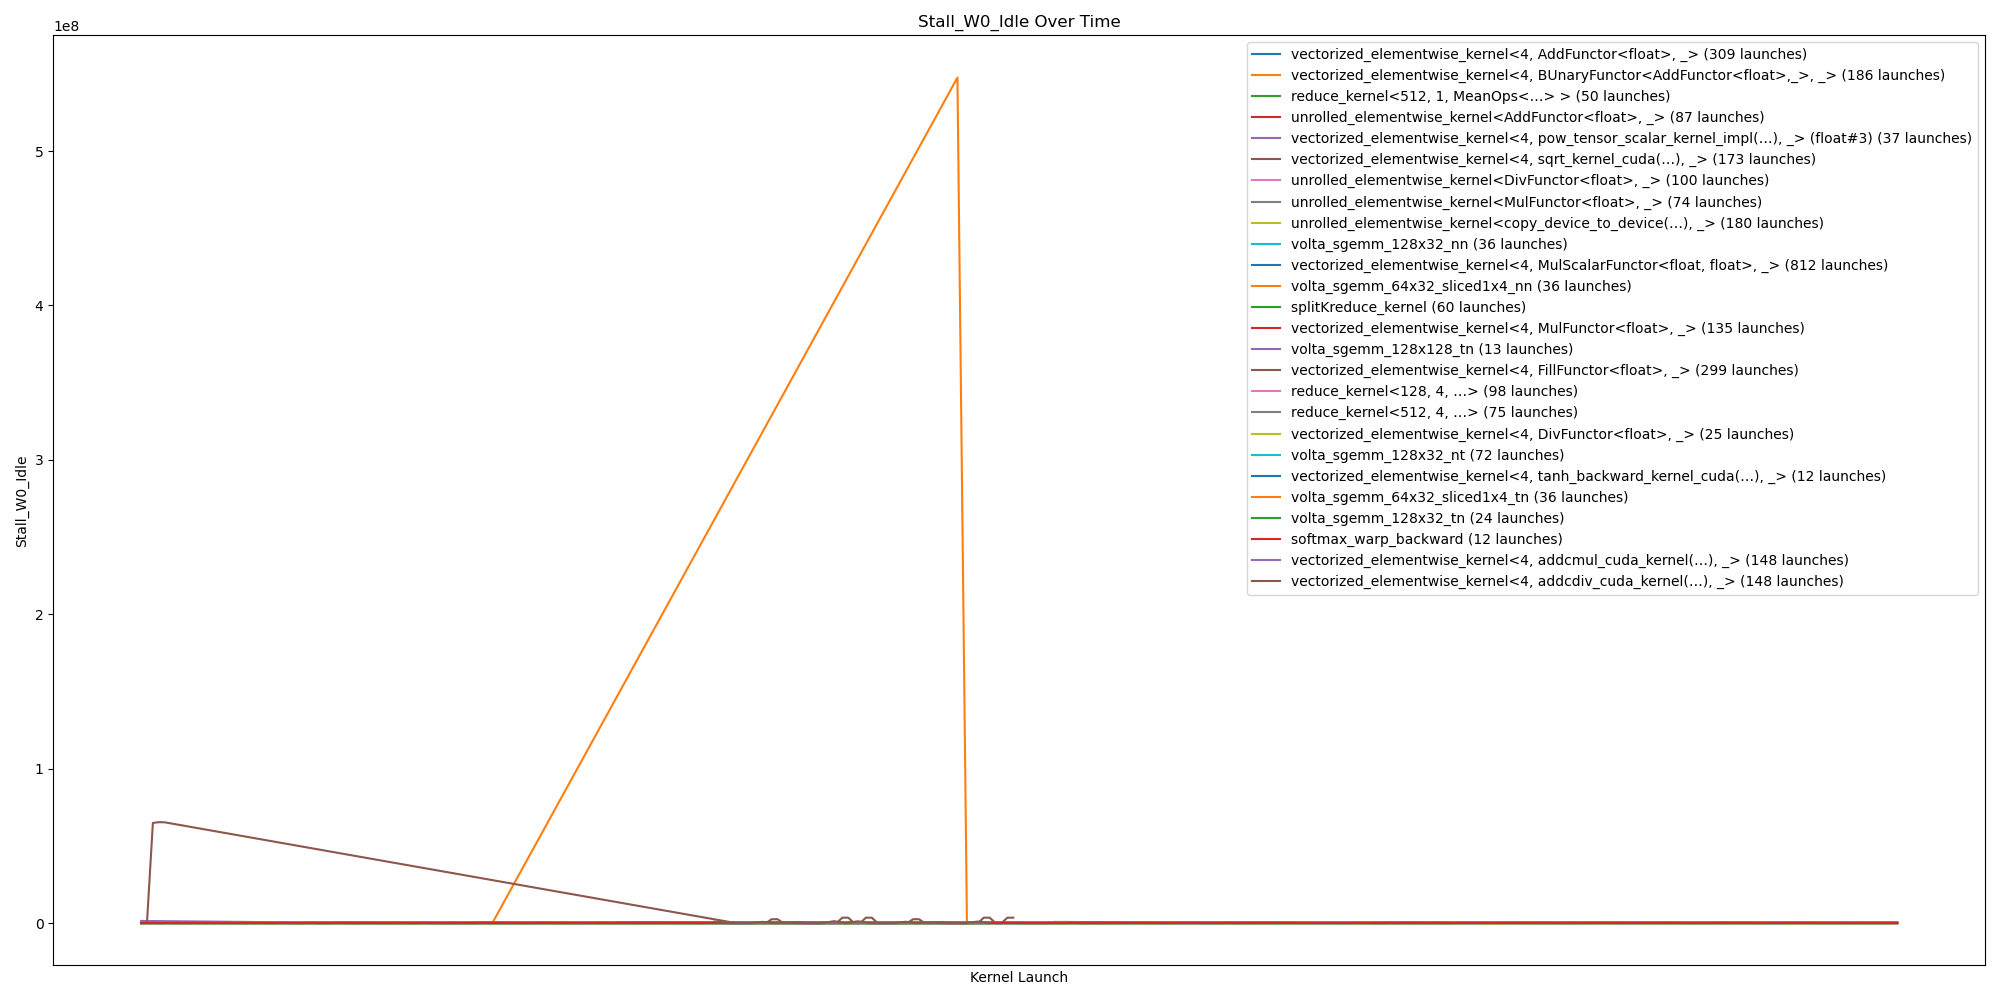 Stall_W0_Idle Over Time
1e8
vectorized_elementwise_kernel<4, AddFunctor<float>, _> (309 launches)
vectorized_elementwise_kernel<4, BUnaryFunctor<AddFunctor<float>,_>, _> (186 launches)
reduce_kernel<512, 1, MeanOps<...> > (50 launches)
unrolled_elementwise_kernel<AddFunctor<float>, _> (87 launches)
vectorized_elementwise_kernel<4, pow_tensor_scalar_kernel_impl(...), _> (float#3) (37 launches)
vectorized_elementwise_kernel<4, sqrt_kernel_cuda(...), _> (173 launches)
unrolled_elementwise_kernel<DivFunctor<float>, _> (100 launches)
unrolled_elementwise_kernel<MulFunctor<float>, _> (74 launches)
unrolled_elementwise_kernel<copy_device_to_device(...), _> (180 launches)
volta_sgemm_128x32_nn (36 launches)
vectorized_elementwise_kernel<4, MulScalarFunctor<float, float>, _> (812 launches)
volta_sgemm_64x32_sliced1x4_nn (36 launches)
splitKreduce_kernel (60 launches)
vectorized_elementwise_kernel<4, MulFunctor<float>, _> (135 launches)
volta_sgemm_128x128_tn (13 launches)
vectorized_elementwise_kernel<4, FillFunctor<float>, _> (299 launches)
reduce_kernel<128, 4, ...> (98 launches)
reduce_kernel<512, 4, ...> (75 launches)
vectorized_elementwise_kernel<4, DivFunctor<float>, _> (25 launches)
volta_sgemm_128x32_nt (72 launches)
vectorized_elementwise_kernel<4, tanh_backward_kernel_cuda(...), _> (12 launches)
volta_sgemm_64x32_sliced1x4_tn (36 launches)
volta_sgemm_128x32_tn (24 launches)
softmax_warp_backward (12 launches)
vectorized_elementwise_kernel<4, addcmul_cuda_kernel(...), _> (148 launches)
vectorized_elementwise_kernel<4, addcdiv_cuda_kernel(...), _> (148 launches)
5
4
3
2
1
0
Stall_W0_Idle
Kernel Launch